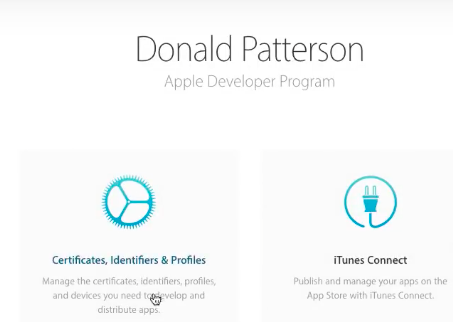 Donald Patterson
Apple Developer Program
Certificates, Identifiers & Profiles
Manage the certificates, identifiers, profiles,
and devices you need to develop and
distribute apps.
iTunes Connect
Publish and manage your apps on the
App Store with iTunes Connect.